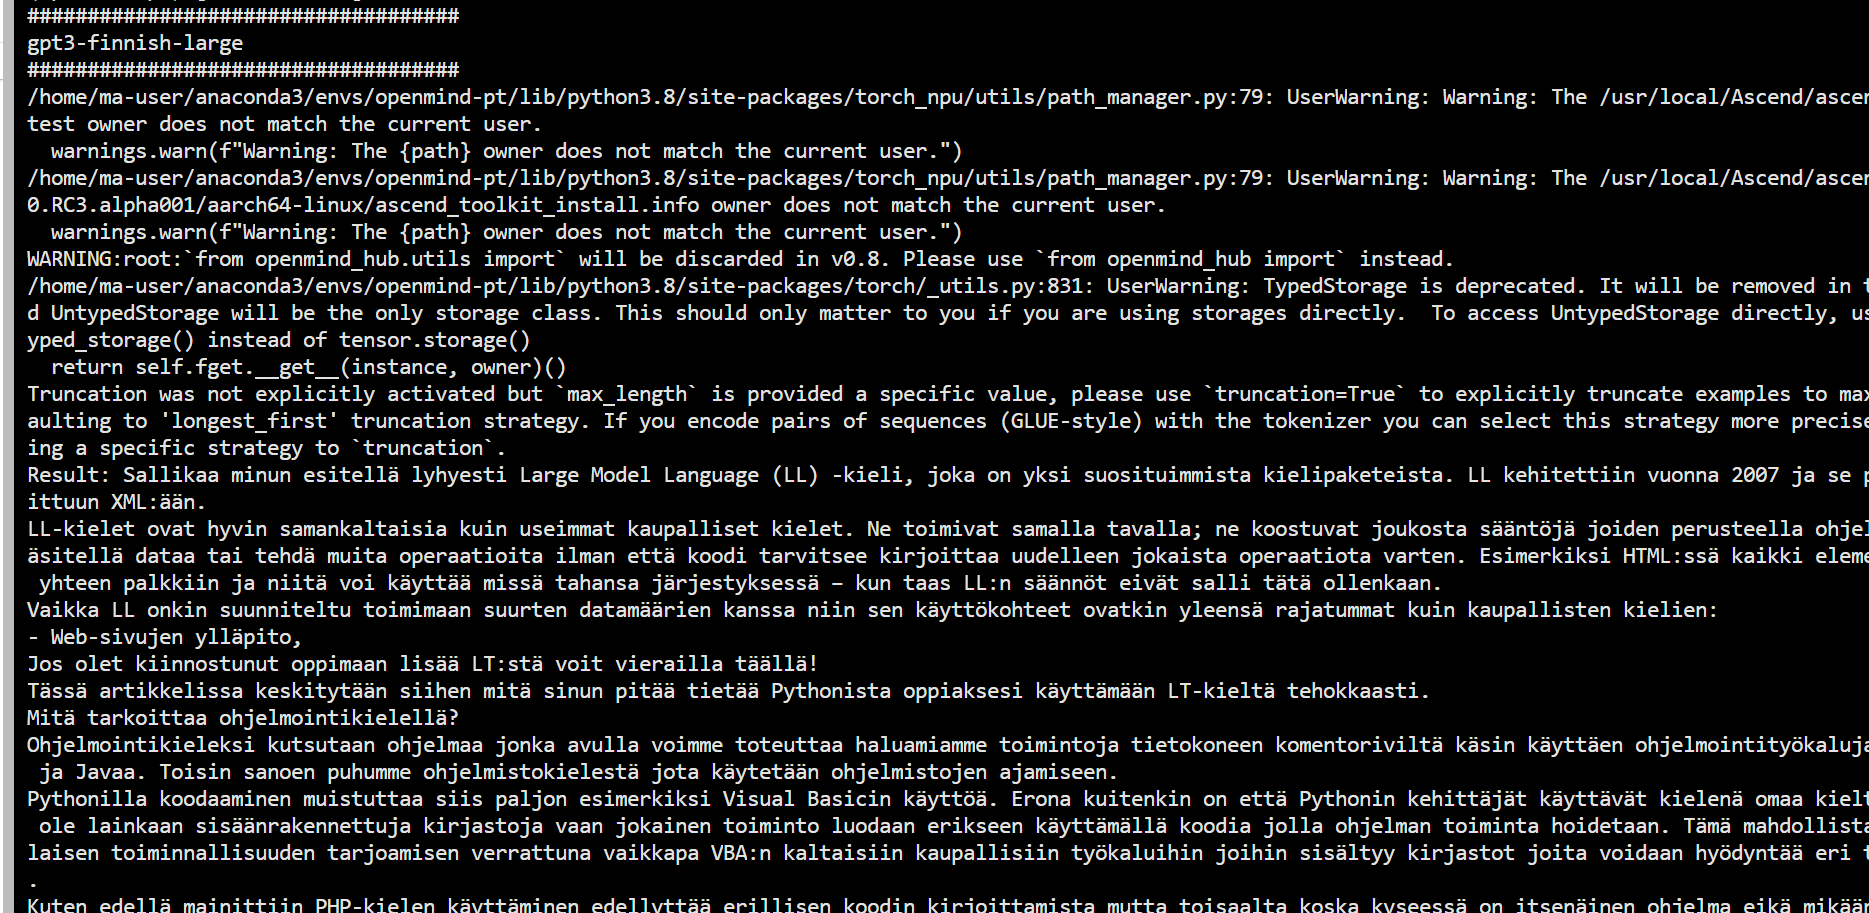 ####################################
gpt3-finnish-large
####################################
/home/ma-user/anaconda3/envs/openmind-pt/lib/python3.8/site-packages/torch_npu/utils/path_manager.py:79: UserWarning: Warning: The /usr/local/Ascend/ascen
test owner does not match the current user.
  warnings.warn(f"Warning: The {path} owner does not match the current user.")
/home/ma-user/anaconda3/envs/openmind-pt/lib/python3.8/site-packages/torch_npu/utils/path_manager.py:79: UserWarning: Warning: The /usr/local/Ascend/ascen
0.RC3.alpha001/aarch64-linux/ascend_toolkit_install.info owner does not match the current user.
  warnings.warn(f"Warning: The {path} owner does not match the current user.")
WARNING:root:`from openmind_hub.utils import` will be discarded in v0.8. Please use `from openmind_hub import` instead.
/home/ma-user/anaconda3/envs/openmind-pt/lib/python3.8/site-packages/torch/_utils.py:831: UserWarning: TypedStorage is deprecated. It will be removed in t
d UntypedStorage will be the only storage class. This should only matter to you if you are using storages directly.  To access UntypedStorage directly, us
yped_storage() instead of tensor.storage()
  return self.fget.__get__(instance, owner)()
Truncation was not explicitly activated but `max_length` is provided a specific value, please use `truncation=True` to explicitly truncate examples to max
aulting to 'longest_first' truncation strategy. If you encode pairs of sequences (GLUE-style) with the tokenizer you can select this strategy more precise
ing a specific strategy to `truncation`.
Result: Sallikaa minun esitellä lyhyesti Large Model Language (LL) -kieli, joka on yksi suosituimmista kielipaketeista. LL kehitettiin vuonna 2007 ja se p
ittuun XML:ään.
LL-kielet ovat hyvin samankaltaisia kuin useimmat kaupalliset kielet. Ne toimivat samalla tavalla; ne koostuvat joukosta sääntöjä joiden perusteella ohjel
äsitellä dataa tai tehdä muita operaatioita ilman että koodi tarvitsee kirjoittaa uudelleen jokaista operaatiota varten. Esimerkiksi HTML:ssä kaikki eleme
 yhteen palkkiin ja niitä voi käyttää missä tahansa järjestyksessä – kun taas LL:n säännöt eivät salli tätä ollenkaan.
Vaikka LL onkin suunniteltu toimimaan suurten datamäärien kanssa niin sen käyttökohteet ovatkin yleensä rajatummat kuin kaupallisten kielien:
- Web-sivujen ylläpito,
Jos olet kiinnostunut oppimaan lisää LT:stä voit vierailla täällä!
Tässä artikkelissa keskitytään siihen mitä sinun pitää tietää Pythonista oppiaksesi käyttämään LT-kieltä tehokkaasti.
Mitä tarkoittaa ohjelmointikielellä?
Ohjelmointikieleksi kutsutaan ohjelmaa jonka avulla voimme toteuttaa haluamiamme toimintoja tietokoneen komentoriviltä käsin käyttäen ohjelmointityökaluja
 ja Javaa. Toisin sanoen puhumme ohjelmistokielestä jota käytetään ohjelmistojen ajamiseen.
Pythonilla koodaaminen muistuttaa siis paljon esimerkiksi Visual Basicin käyttöä. Erona kuitenkin on että Pythonin kehittäjät käyttävät kielenä omaa kielt
 ole lainkaan sisäänrakennettuja kirjastoja vaan jokainen toiminto luodaan erikseen käyttämällä koodia jolla ohjelman toiminta hoidetaan. Tämä mahdollista
laisen toiminnallisuuden tarjoamisen verrattuna vaikkapa VBA:n kaltaisiin kaupallisiin työkaluihin joihin sisältyy kirjastot joita voidaan hyödyntää eri t
.
Kuten edellä mainittiin PHP-kielen käyttäminen edellyttää erillisen koodin kirjoittamista mutta toisaalta koska kyseessä on itsenäinen ohjelma eikä mikään